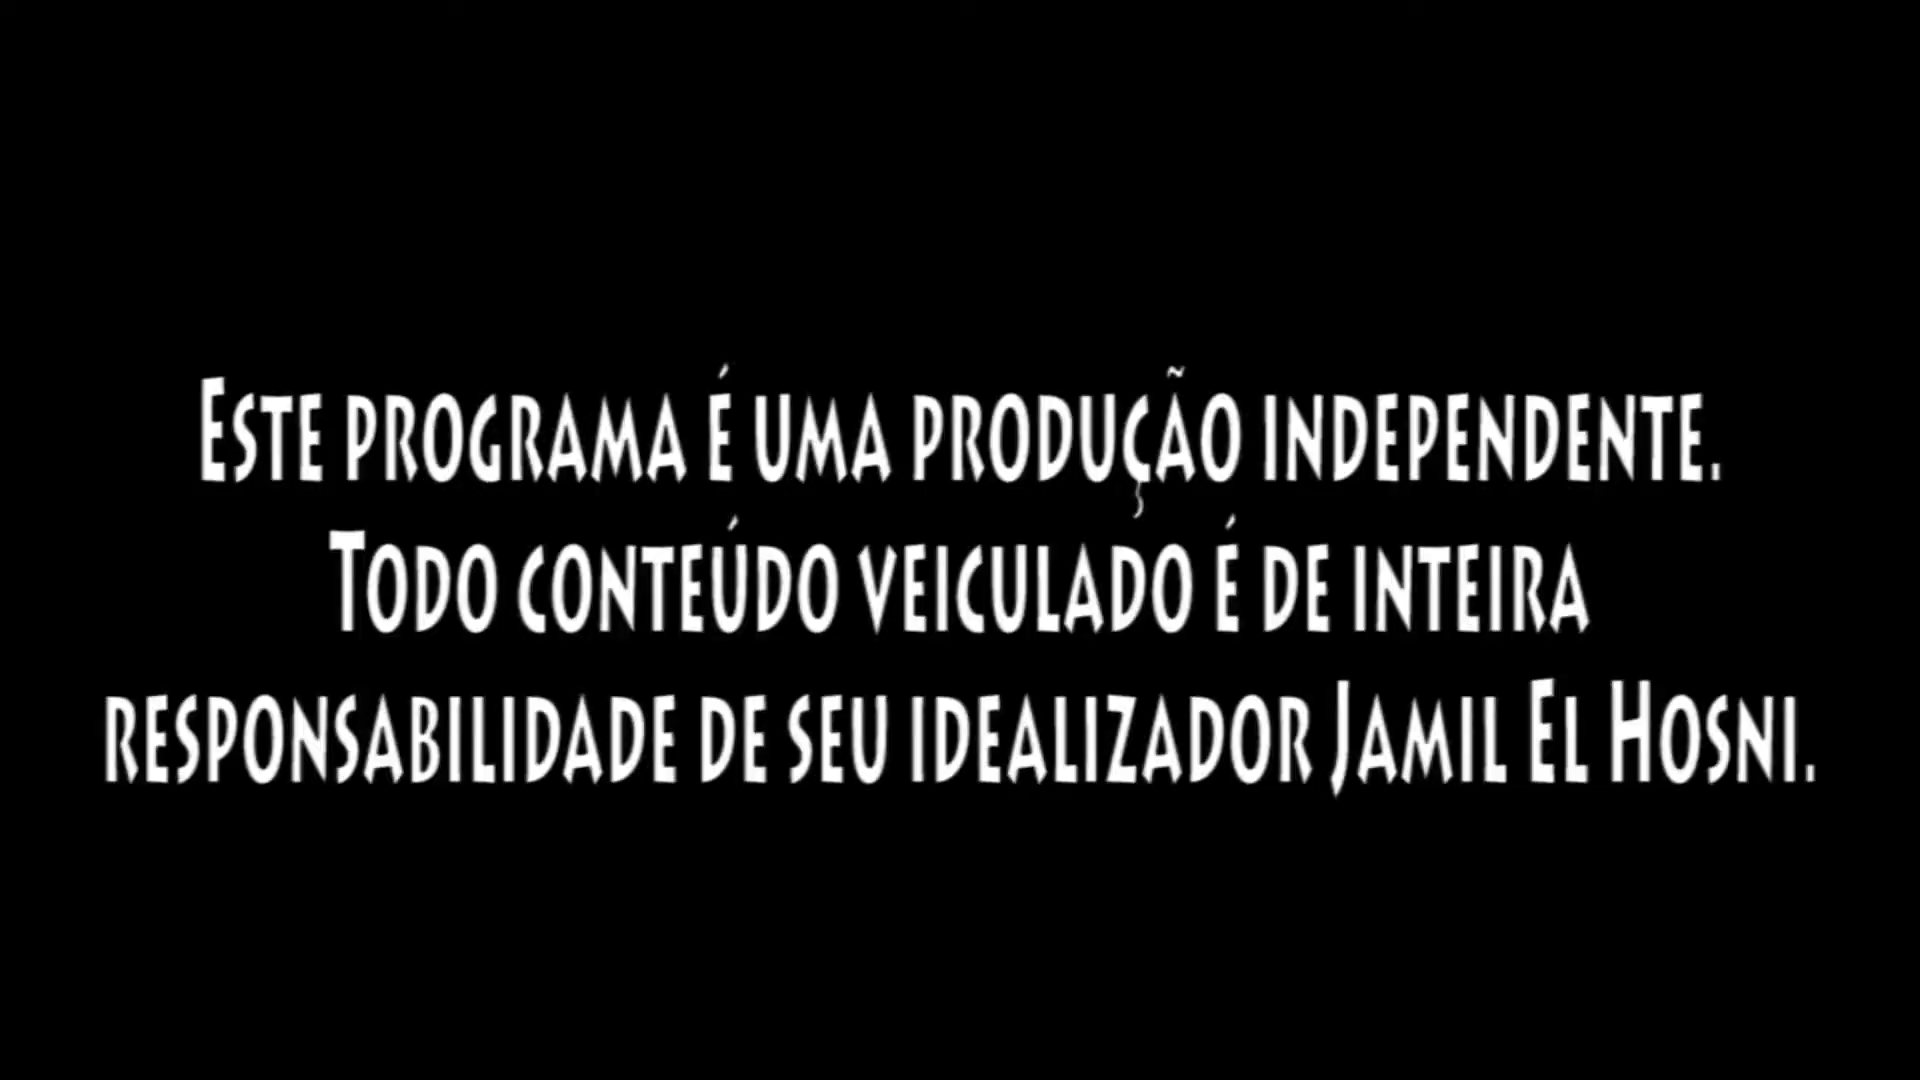 Este programa é uma produção independente.
Todo conteúdo veiculado é de inteira
responsabilidade de seu idealizador Jamil El Hosni.